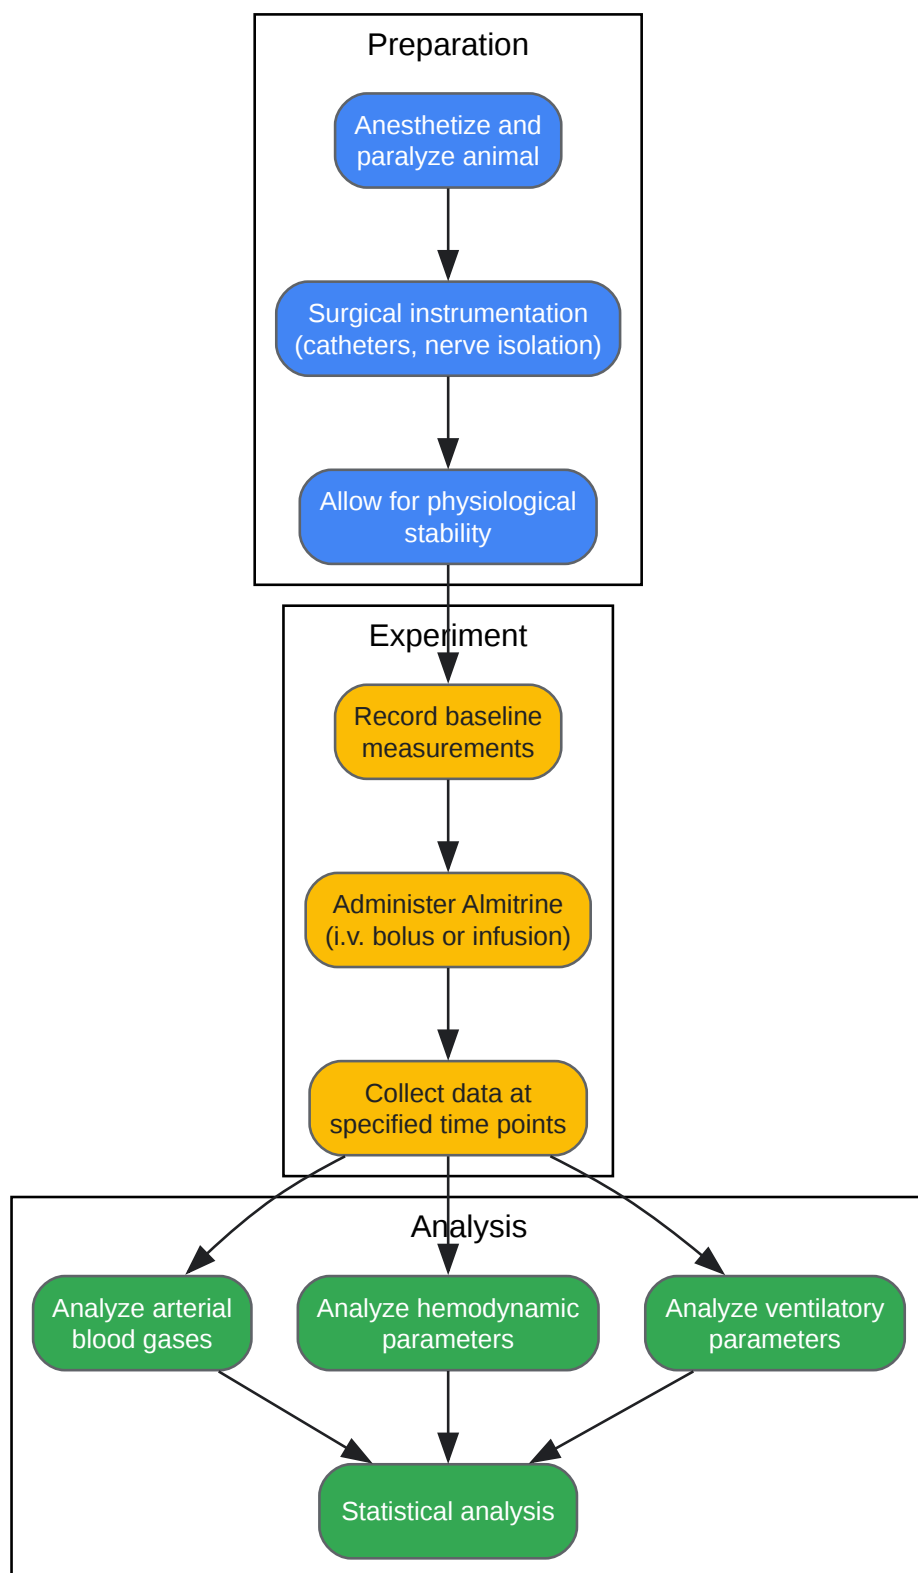 Preparation
Anesthetize and
paralyze animal
Surgical instrumentation
(catheters, nerve isolation)
Allow for physiological
stability
Experiment
Record baseline
measurements
Administer Almitrine
(i.v. bolus or infusion)
Collect data at
specified time points
Analysis
Analyze arterial
blood gases
Analyze hemodynamic
parameters
Analyze ventilatory
parameters
Statistical analysis